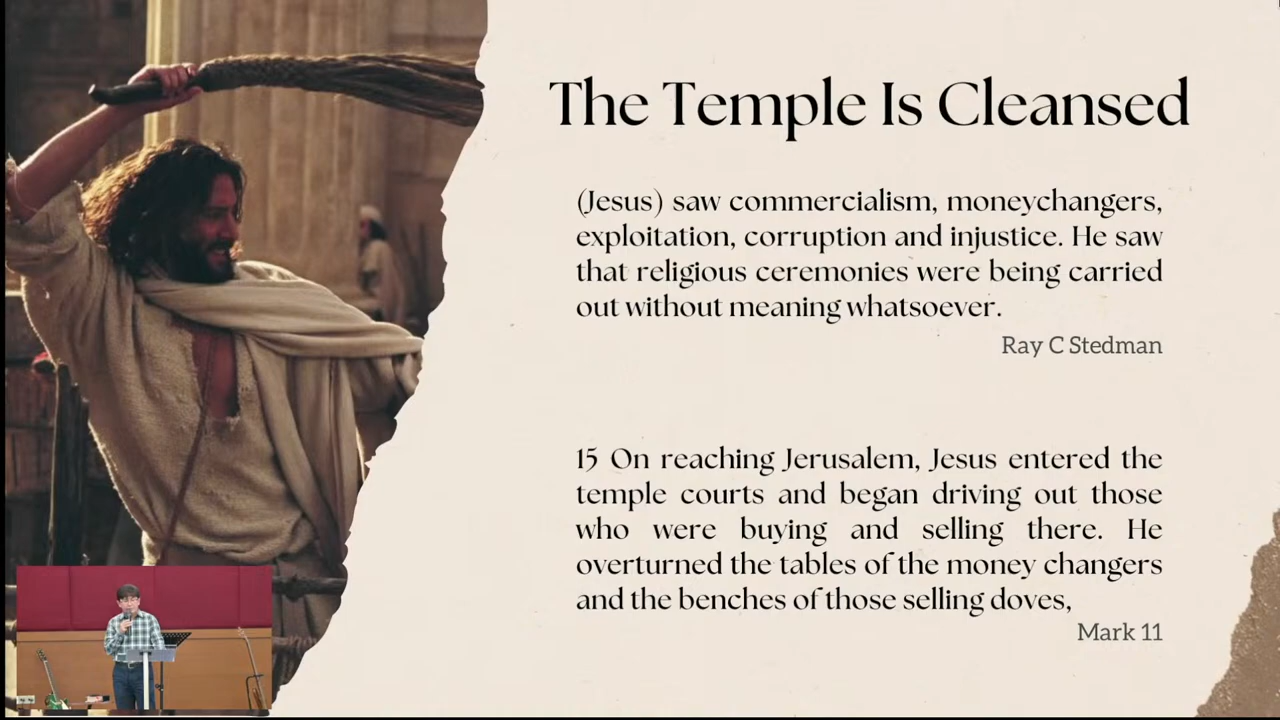 The Temple Is Cleansed
(Jesus) saw commercialism, moneychangers,
exploitation, corruption and injustice. He saw
that religious ceremonies were being carried
out without meaning whatsoever.
Ray C Stedman
15 On reaching Jerusalem, Jesus entered the
temple courts and began driving out those
who were buying and selling there. He
overturned the tables of the money changers
and the benches of those selling doves,
Mark 11